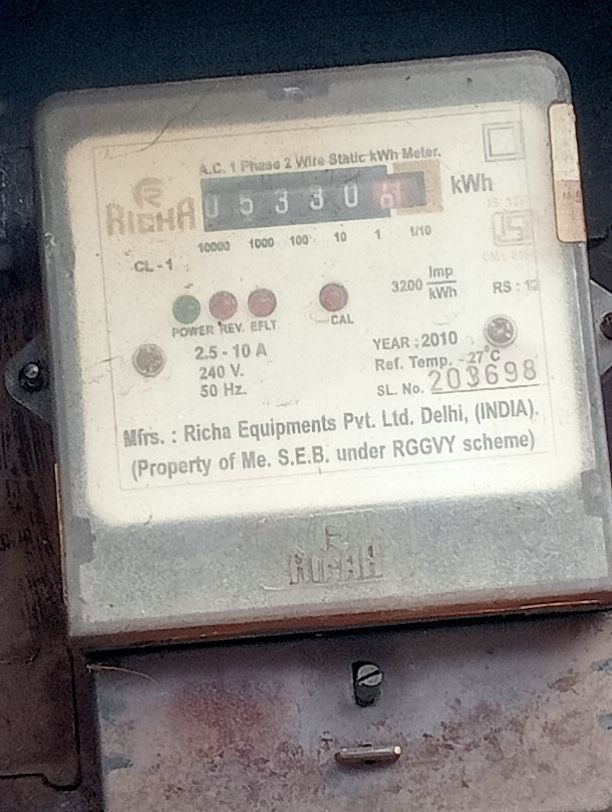 A.C. 1 Phase 2 Wire Static kWh Meter.
RICHA
0 5 3 3 0
kWh
10000 1000 100 10 1 1/10
CL - 1
3200 Imp/kWh
RS : 12
POWER REV. EFLT
CAL
2.5 - 10 A
240 V.
50 Hz.
YEAR : 2010
Ref. Temp. - 27°C
SL. No. 203698
Mfrs. : Richa Equipments Pvt. Ltd. Delhi, (INDIA).
(Property of Me. S.E.B. under RGGVY scheme)
RICHA